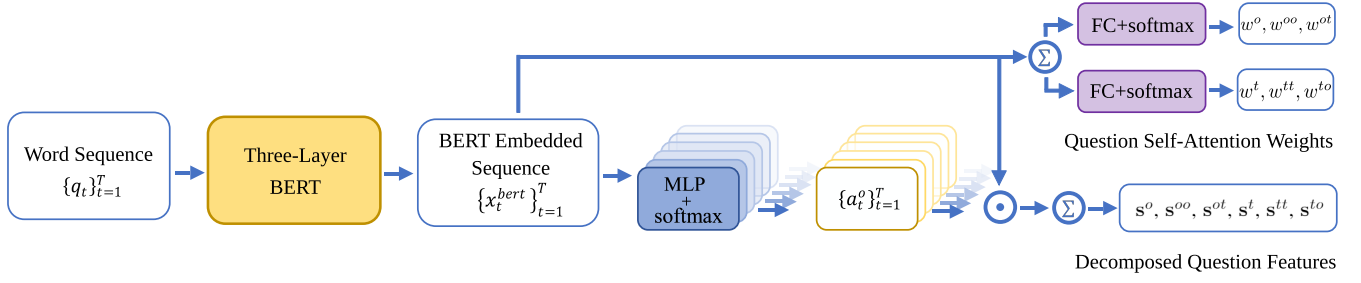 Word Sequence
{q_t}_{t=1}^{T}
Three-Layer
BERT
BERT Embedded
Sequence
{x_t^{bert}}_{t=1}^{T}
MLP
+
softmax
{a_t^o}_{t=1}^{T}
Σ
FC+softmax
w^o, w^{oo}, w^{ot}
FC+softmax
w^t, w^{tt}, w^{to}
Question Self-Attention Weights
Σ
s^o, s^{oo}, s^{ot}, s^t, s^{tt}, s^{to}
Decomposed Question Features